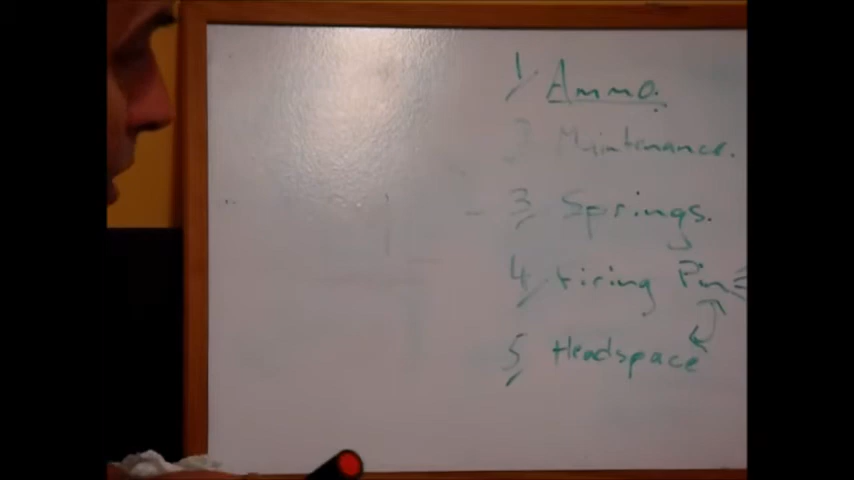 1/ Ammo.
2 Maintenance.
3/ Springs.
4/ Firing Pin
5/ Headspace